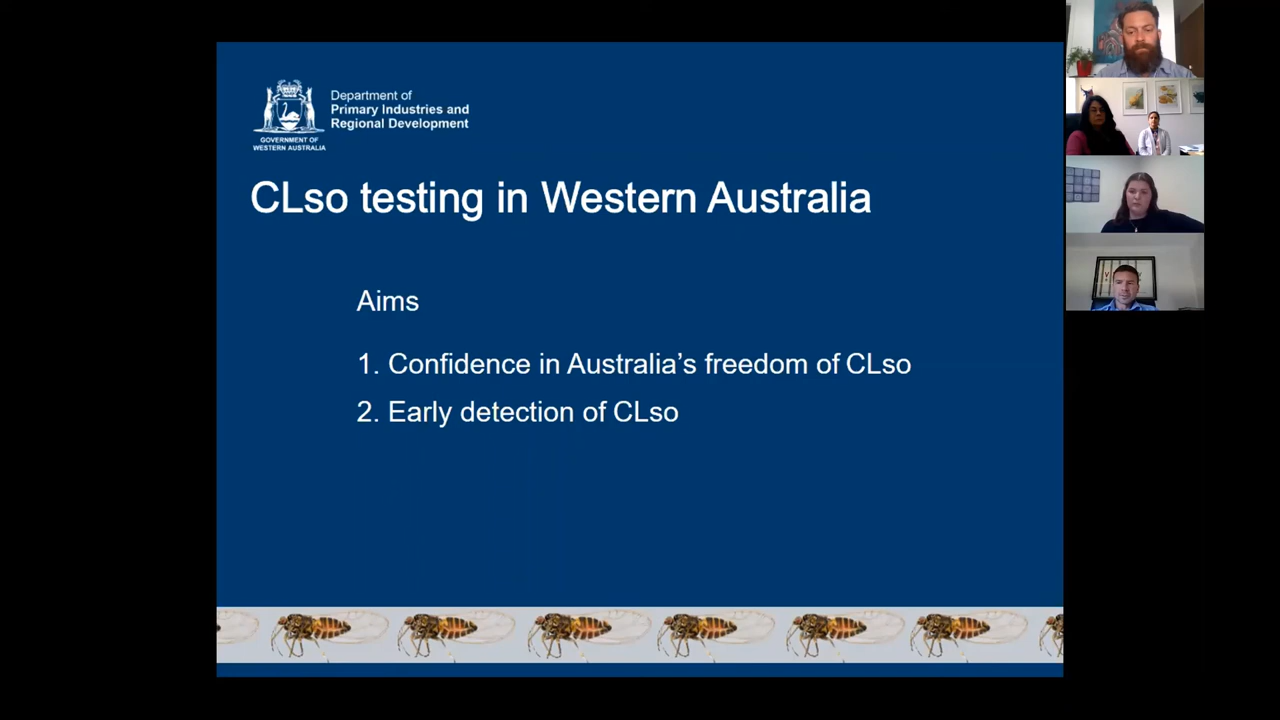 Department of
Primary Industries and
Regional Development
GOVERNMENT OF
WESTERN AUSTRALIA
CLso testing in Western Australia
Aims
1. Confidence in Australia's freedom of CLso
2. Early detection of CLso